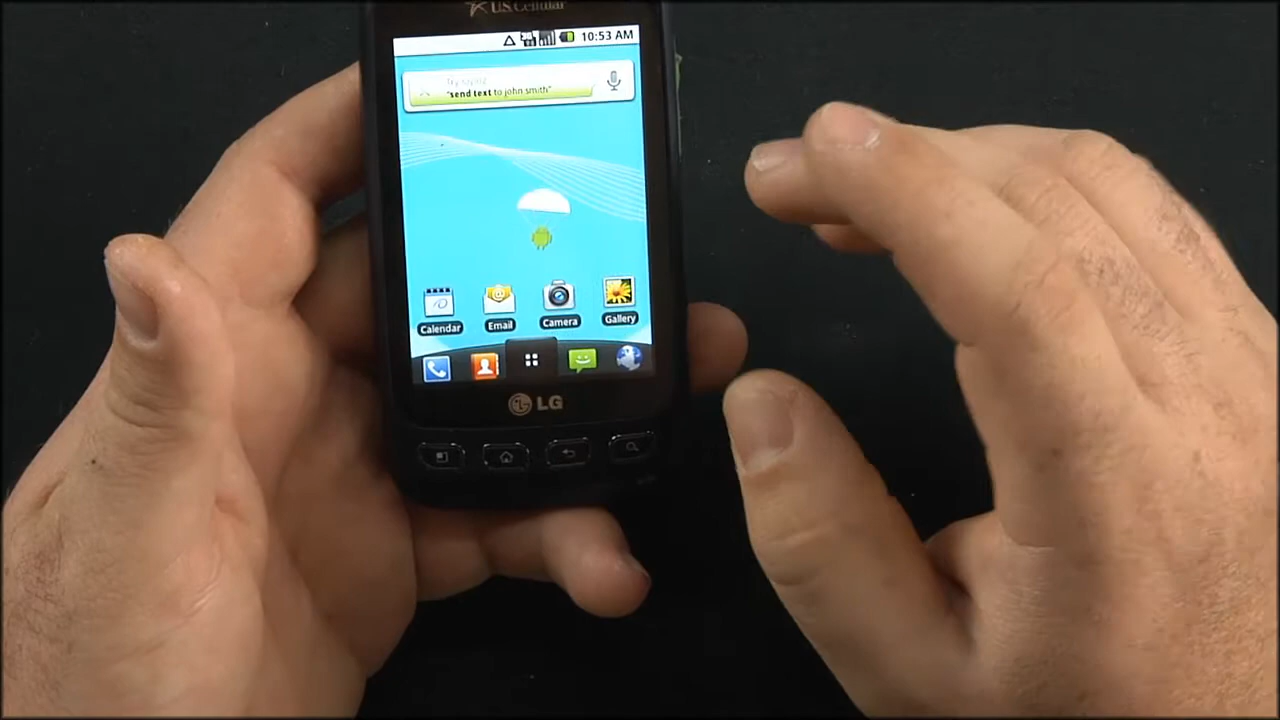 U.S. Cellular
10:53 AM
"send text to john smith"
Calendar
Email
Camera
Gallery
LG